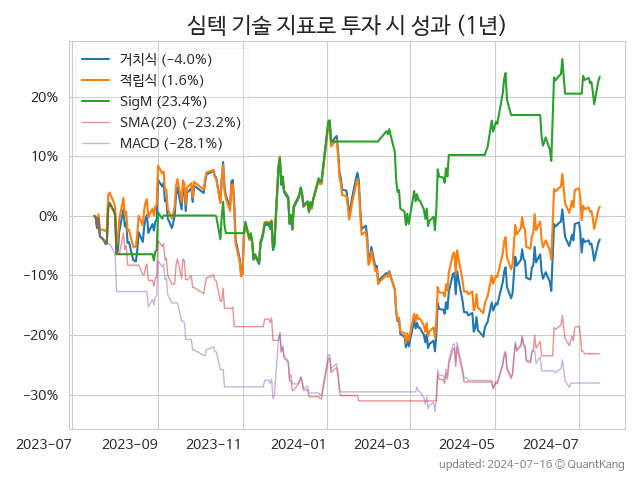 심텍 기술 지표로 투자 시 성과 (1년)
거치식 (−4.0%)
적립식 (1.6%)
SigM (23.4%)
SMA(20) (−23.2%)
MACD (−28.1%)
20%
10%
0%
−10%
−20%
−30%
2023-07 2023-09 2023-11 2024-01 2024-03 2024-05 2024-07
updated: 2024-07-16 © QuantKang